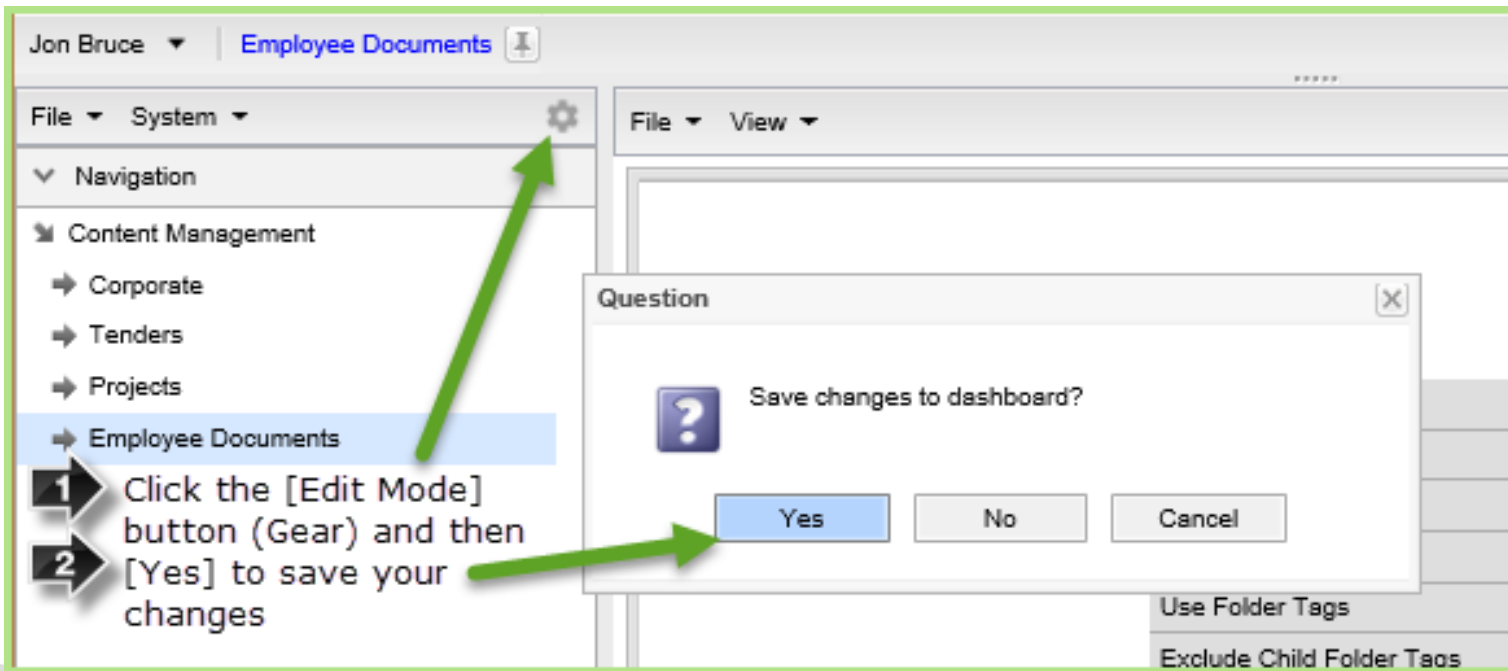 Jon Bruce Employee Documents
File System
File View
Navigation
Content Management
Corporate
Tenders
Projects
Employee Documents
1 Click the [Edit Mode]
button (Gear) and then
2 [Yes] to save your
changes
Question
Save changes to dashboard?
Yes No Cancel
Use Folder Tags
Exclude Child Folder Tags